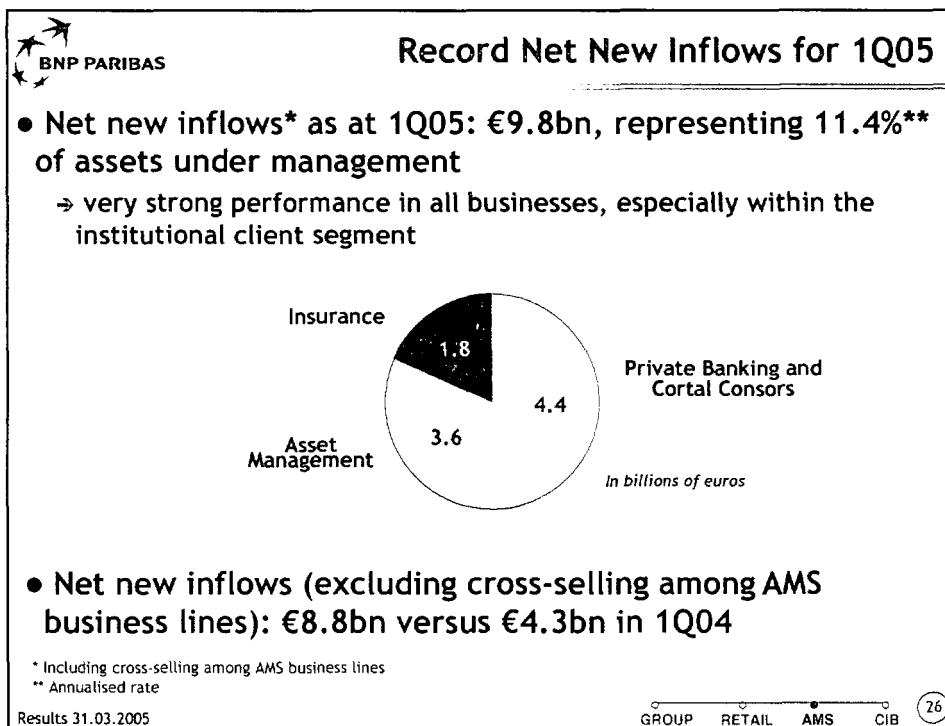 BNP PARIBAS
Record Net New Inflows for 1Q05
• Net new inflows* as at 1Q05: €9.8bn, representing 11.4%**
of assets under management
→ very strong performance in all businesses, especially within the
institutional client segment
Insurance
1.8
Private Banking and
Cortal Consors
4.4
3.6
Asset
Management
In billions of euros
• Net new inflows (excluding cross-selling among AMS
business lines): €8.8bn versus €4.3bn in 1Q04
* Including cross-selling among AMS business lines
** Annualised rate
Results 31.03.2005
GROUP RETAIL AMS CIB 26